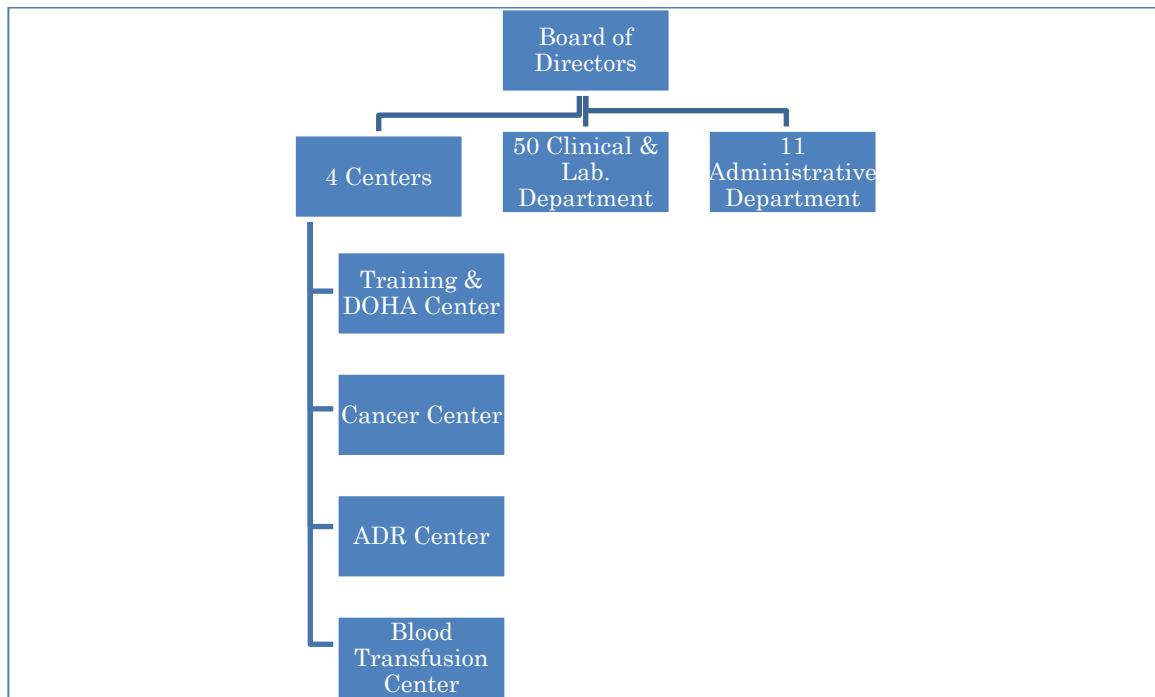 Board of
Directors
4 Centers
50 Clinical &
Lab.
Department
11
Administrative
Department
Training &
DOHA Center
Cancer Center
ADR Center
Blood
Transfusion
Center